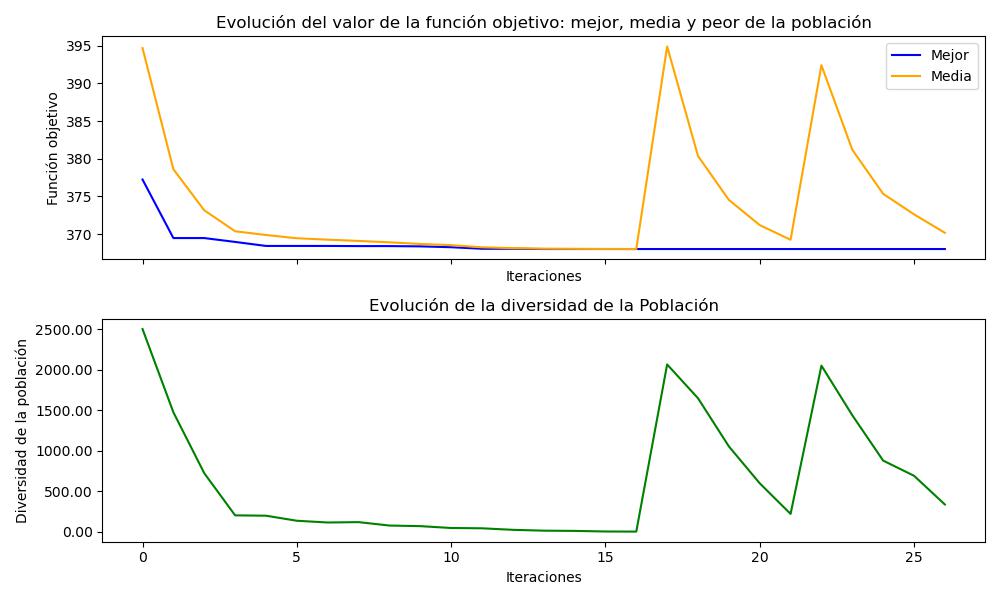 Evolución del valor de la función objetivo: mejor, media y peor de la población
Función objetivo
395
390
385
380
375
370
Mejor
Media
Iteraciones
Evolución de la diversidad de la Población
Diversidad de la población
2500.00
2000.00
1500.00
1000.00
500.00
0.00
0 5 10 15 20 25
Iteraciones